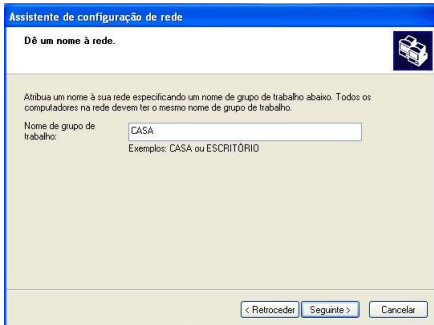 Assistente de configuração de rede
Dê um nome à rede.
Atribua um nome à sua rede especificando um nome de grupo de trabalho abaixo. Todos os
computadores na rede devem ter o mesmo nome de grupo de trabalho.
Nome de grupo de
trabalho:
CASA
Exemplos: CASA ou ESCRITÓRIO
< Retroceder
Seguinte >
Cancelar